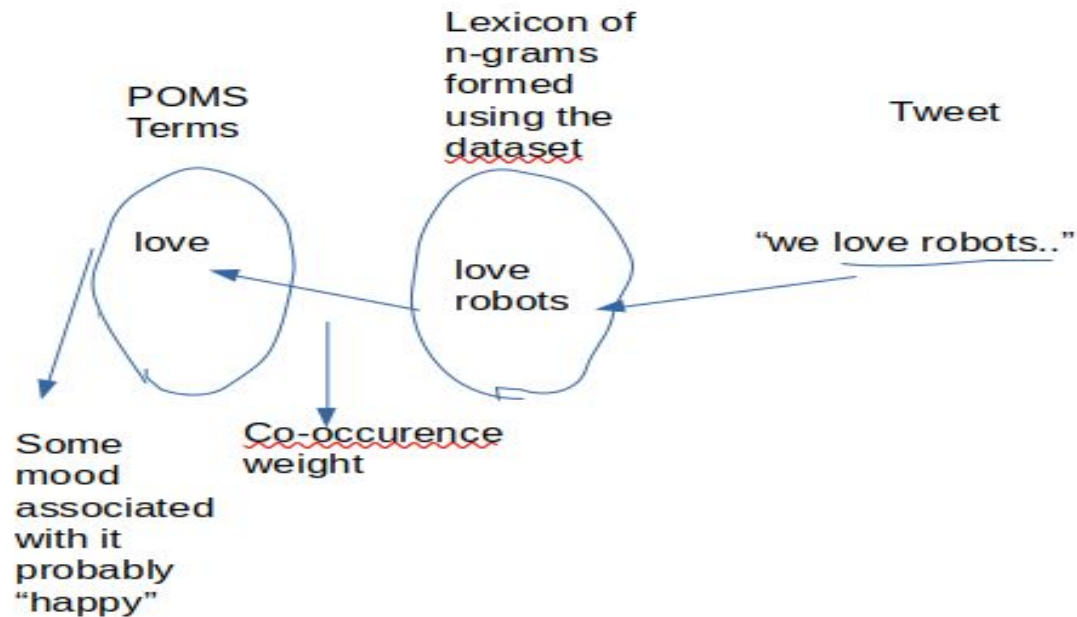 POMS
Terms
Lexicon of
n-grams
formed
using the
dataset
Tweet
love
love
robots
“we love robots..”
Co-occurence
weight
Some
mood
associated
with it
probably
“happy”